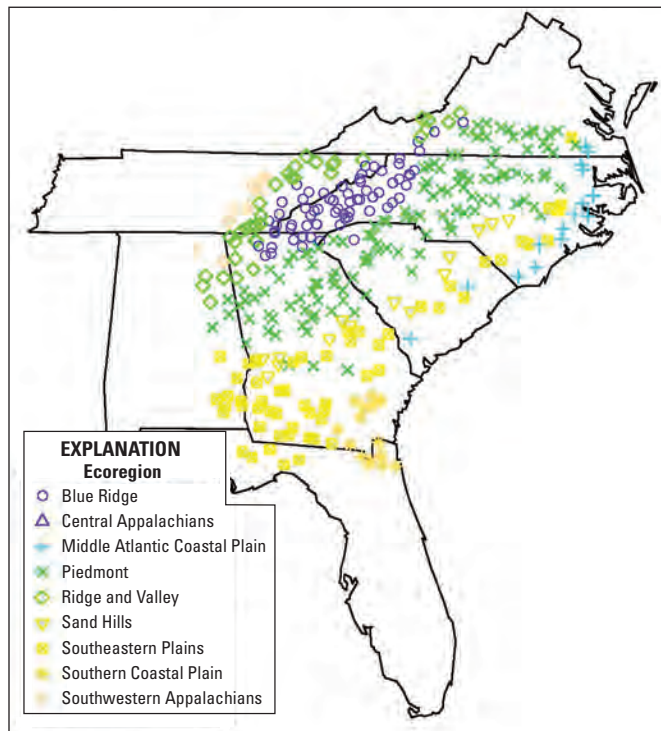 EXPLANATION
Ecoregion
Blue Ridge
Central Appalachians
Middle Atlantic Coastal Plain
Piedmont
Ridge and Valley
Sand Hills
Southeastern Plains
Southern Coastal Plain
Southwestern Appalachians